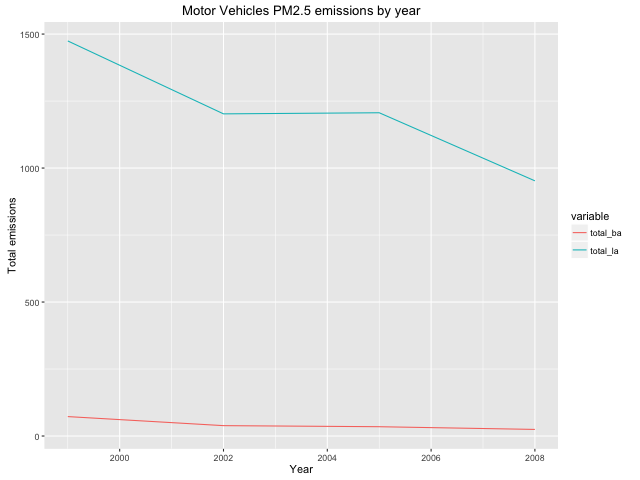 Motor Vehicles PM2.5 emissions by year
Total emissions
1500
1000
500
0
2000 2002 2004 2006 2008
Year
variable
total_ba
total_la